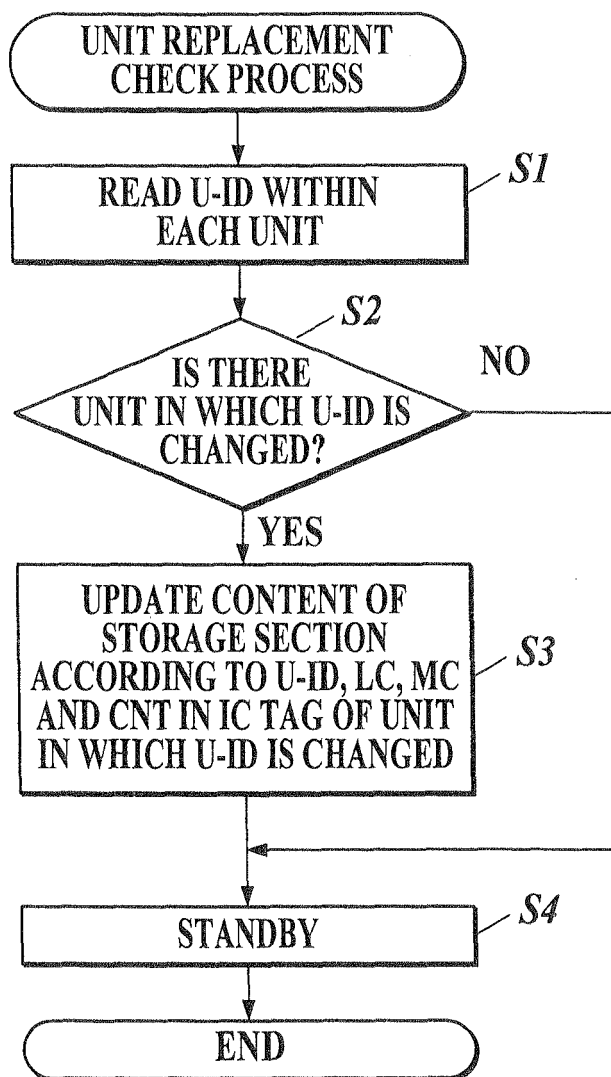 UNIT REPLACEMENT
CHECK PROCESS
S1
READ U-ID WITHIN
EACH UNIT
S2
IS THERE
UNIT IN WHICH U-ID IS
CHANGED?
NO
YES
UPDATE CONTENT OF
STORAGE SECTION
ACCORDING TO U-ID, LC, MC
AND CNT IN IC TAG OF UNIT
IN WHICH U-ID IS CHANGED
S3
STANDBY
S4
END